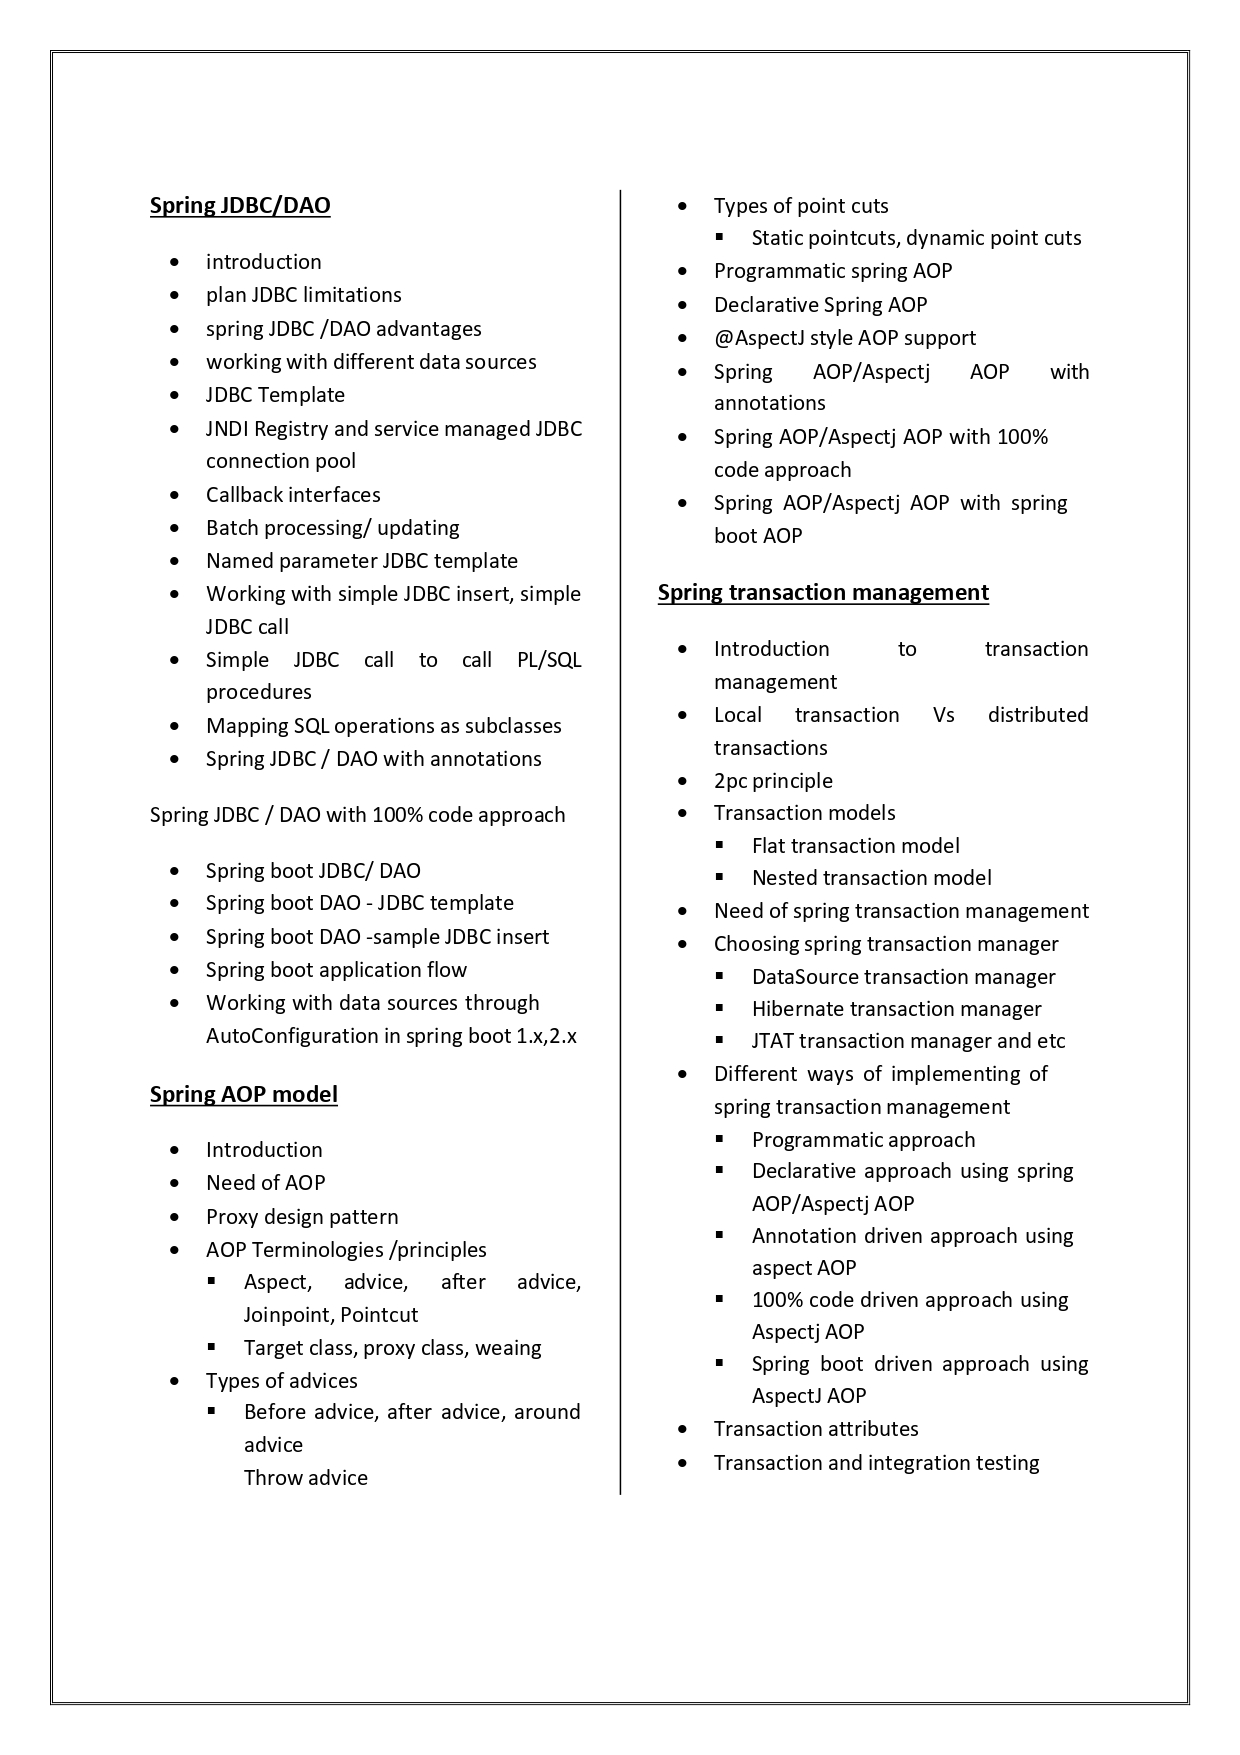 Spring JDBC/DAO
• introduction
• plan JDBC limitations
• spring JDBC /DAO advantages
• working with different data sources
• JDBC Template
• JNDI Registry and service managed JDBC
connection pool
• Callback interfaces
• Batch processing/ updating
• Named parameter JDBC template
• Working with simple JDBC insert, simple
JDBC call
• Simple JDBC call to call PL/SQL
procedures
• Mapping SQL operations as subclasses
• Spring JDBC / DAO with annotations
Spring JDBC / DAO with 100% code approach
• Spring boot JDBC/ DAO
• Spring boot DAO - JDBC template
• Spring boot DAO -sample JDBC insert
• Spring boot application flow
• Working with data sources through
AutoConfiguration in spring boot 1.x,2.x
Spring AOP model
• Introduction
• Need of AOP
• Proxy design pattern
• AOP Terminologies /principles
▪ Aspect, advice, after advice,
Joinpoint, Pointcut
▪ Target class, proxy class, weaing
• Types of advices
▪ Before advice, after advice, around
advice
Throw advice
• Types of point cuts
▪ Static pointcuts, dynamic point cuts
• Programmatic spring AOP
• Declarative Spring AOP
• @AspectJ style AOP support
• Spring AOP/Aspectj AOP with
annotations
• Spring AOP/Aspectj AOP with 100%
code approach
• Spring AOP/Aspectj AOP with spring
boot AOP
Spring transaction management
• Introduction to transaction
management
• Local transaction Vs distributed
transactions
• 2pc principle
• Transaction models
▪ Flat transaction model
▪ Nested transaction model
• Need of spring transaction management
• Choosing spring transaction manager
▪ DataSource transaction manager
▪ Hibernate transaction manager
▪ JTAT transaction manager and etc
• Different ways of implementing of
spring transaction management
▪ Programmatic approach
▪ Declarative approach using spring
AOP/Aspectj AOP
▪ Annotation driven approach using
aspect AOP
▪ 100% code driven approach using
Aspectj AOP
▪ Spring boot driven approach using
AspectJ AOP
• Transaction attributes
• Transaction and integration testing